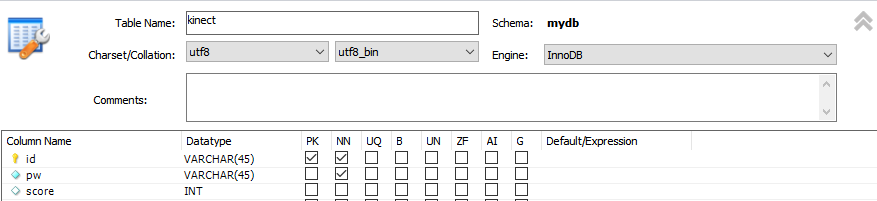 Table Name: kinect Schema: mydb
Charset/Collation: utf8 utf8_bin Engine: InnoDB
Comments:
Column Name Datatype PK NN UQ B UN ZF AI G Default/Expression
id VARCHAR(45)
pw VARCHAR(45)
score INT